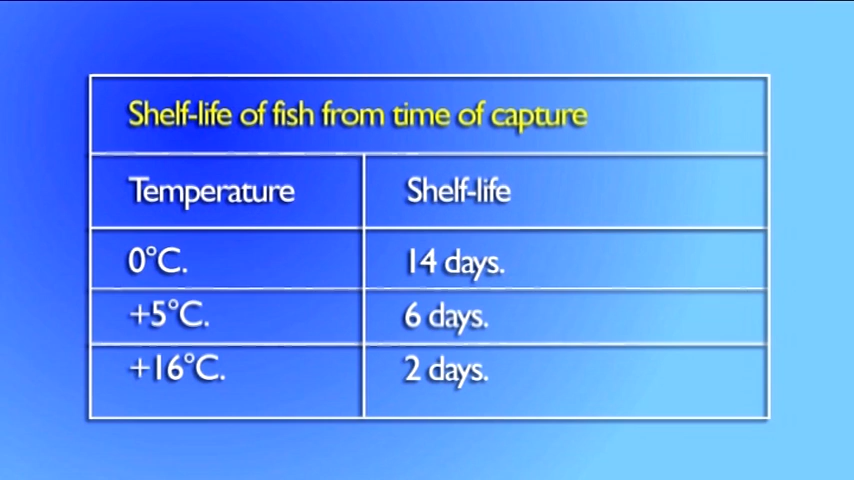 Shelf-life of fish from time of capture
Temperature Shelf-life
0°C. 14 days.
+5°C. 6 days.
+16°C. 2 days.